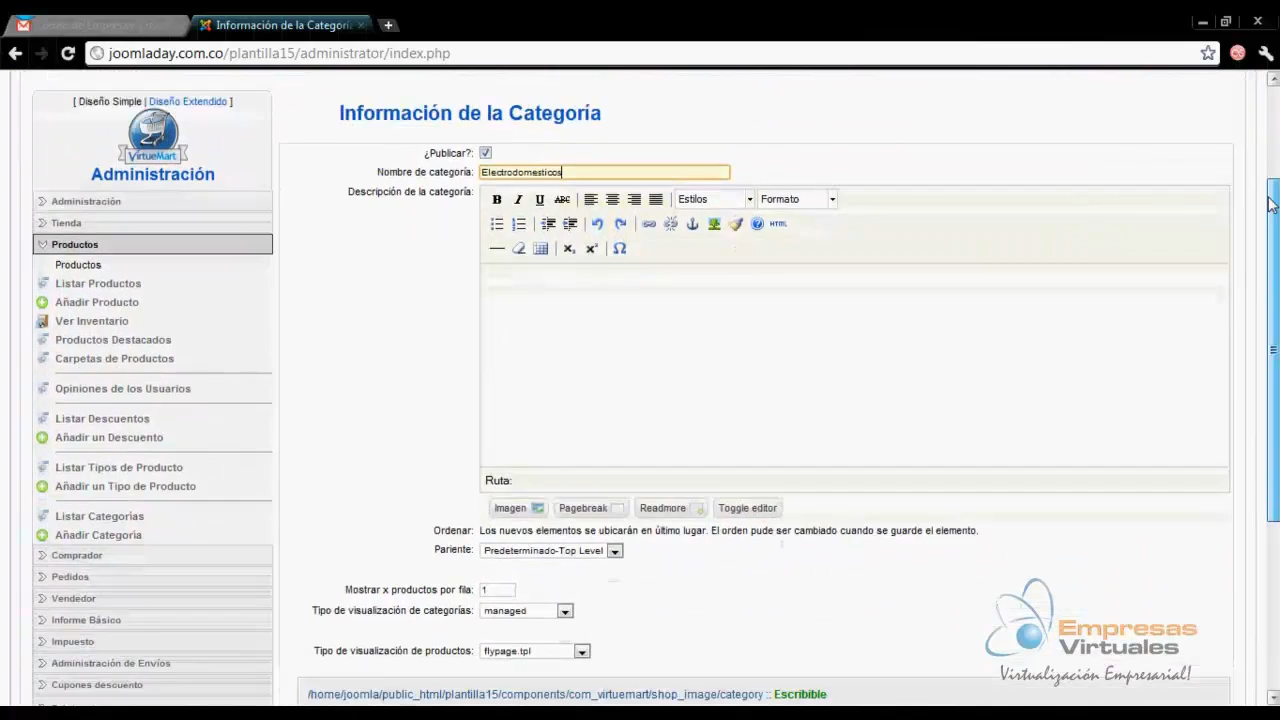 Información de la Categorí
joomladay.com.co/plantilla15/administrator/index.php
[ Diseño Simple | Diseño Extendido ]
VirtueMart
Administración
Administración
Tienda
Productos
Productos
Listar Productos
Añadir Producto
Ver Inventario
Productos Destacados
Carpetas de Productos
Opiniones de los Usuarios
Listar Descuentos
Añadir un Descuento
Listar Tipos de Producto
Añadir un Tipo de Producto
Listar Categorías
Añadir Categoría
Comprador
Pedidos
Vendedor
Informe Básico
Impuesto
Administración de Envíos
Cupones descuento
Información de la Categoría
¿Publicar?:
Nombre de categoría: Electrodomesticos
Descripción de la categoría:
B I U ABC Estilos Formato
HTML
Ruta:
Imagen Pagebreak Readmore Toggle editor
Ordenar: Los nuevos elementos se ubicarán en último lugar. El orden pude ser cambiado cuando se guarde el elemento.
Pariente: Predeterminado-Top Level
Mostrar x productos por fila: 1
Tipo de visualización de categorías: managed
Tipo de visualización de productos: flypage.tpl
/home/joomla/public_html/plantilla15/components/com_virtuemart/shop_image/category :: Escribible
Empresas
Virtuales
Virtualización Empresarial!